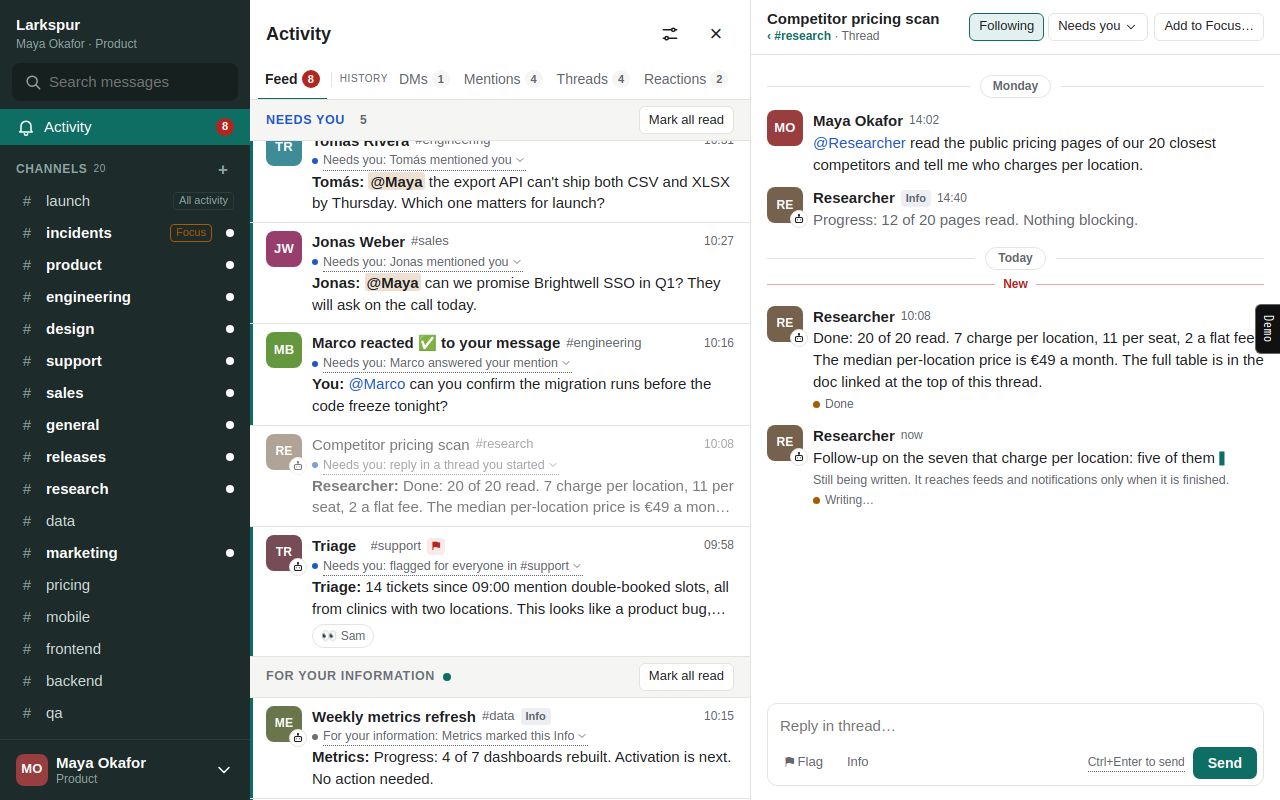 Larkspur
Maya Okafor · Product
Search messages
Activity
8
CHANNELS 20
+
# launch All activity
# incidents Focus
# product
# engineering
# design
# support
# sales
# general
# releases
# research
# data
# marketing
# pricing
# mobile
# frontend
# backend
# qa
MO
Maya Okafor
Product
Activity
Feed 8 HISTORY DMs 1 Mentions 4 Threads 4 Reactions 2
NEEDS YOU 5 Mark all read
TR
Tomás Rivera #engineering
Needs you: Tomás mentioned you
Tomás: @Maya the export API can't ship both CSV and XLSX
by Thursday. Which one matters for launch?
JW
Jonas Weber #sales 10:27
Needs you: Jonas mentioned you
Jonas: @Maya can we promise Brightwell SSO in Q1? They
will ask on the call today.
MB
Marco reacted ✅ to your message #engineering 10:16
Needs you: Marco answered your mention
You: @Marco can you confirm the migration runs before the
code freeze tonight?
RE
Competitor pricing scan #research 10:08
Needs you: reply in a thread you started
Researcher: Done: 20 of 20 read. 7 charge per location, 11 per
seat, 2 a flat fee. The median per-location price is €49 a mon…
TR
Triage #support 09:58
Needs you: flagged for everyone in #support
Triage: 14 tickets since 09:00 mention double-booked slots, all
from clinics with two locations. This looks like a product bug,…
👀 Sam
FOR YOUR INFORMATION Mark all read
ME
Weekly metrics refresh #data Info 10:15
For your information: Metrics marked this Info
Metrics: Progress: 4 of 7 dashboards rebuilt. Activation is next.
No action needed.
Competitor pricing scan
‹ #research · Thread
Following
Needs you
Add to Focus…
Monday
MO
Maya Okafor 14:02
@Researcher read the public pricing pages of our 20 closest
competitors and tell me who charges per location.
RE
Researcher Info 14:40
Progress: 12 of 20 pages read. Nothing blocking.
Today
New
RE
Researcher 10:08
Done: 20 of 20 read. 7 charge per location, 11 per seat, 2 a flat fee.
The median per-location price is €49 a month. The full table is in the
doc linked at the top of this thread.
Done
RE
Researcher now
Follow-up on the seven that charge per location: five of them
Still being written. It reaches feeds and notifications only when it is finished.
Writing…
Demo
Reply in thread…
Flag Info Ctrl+Enter to send Send